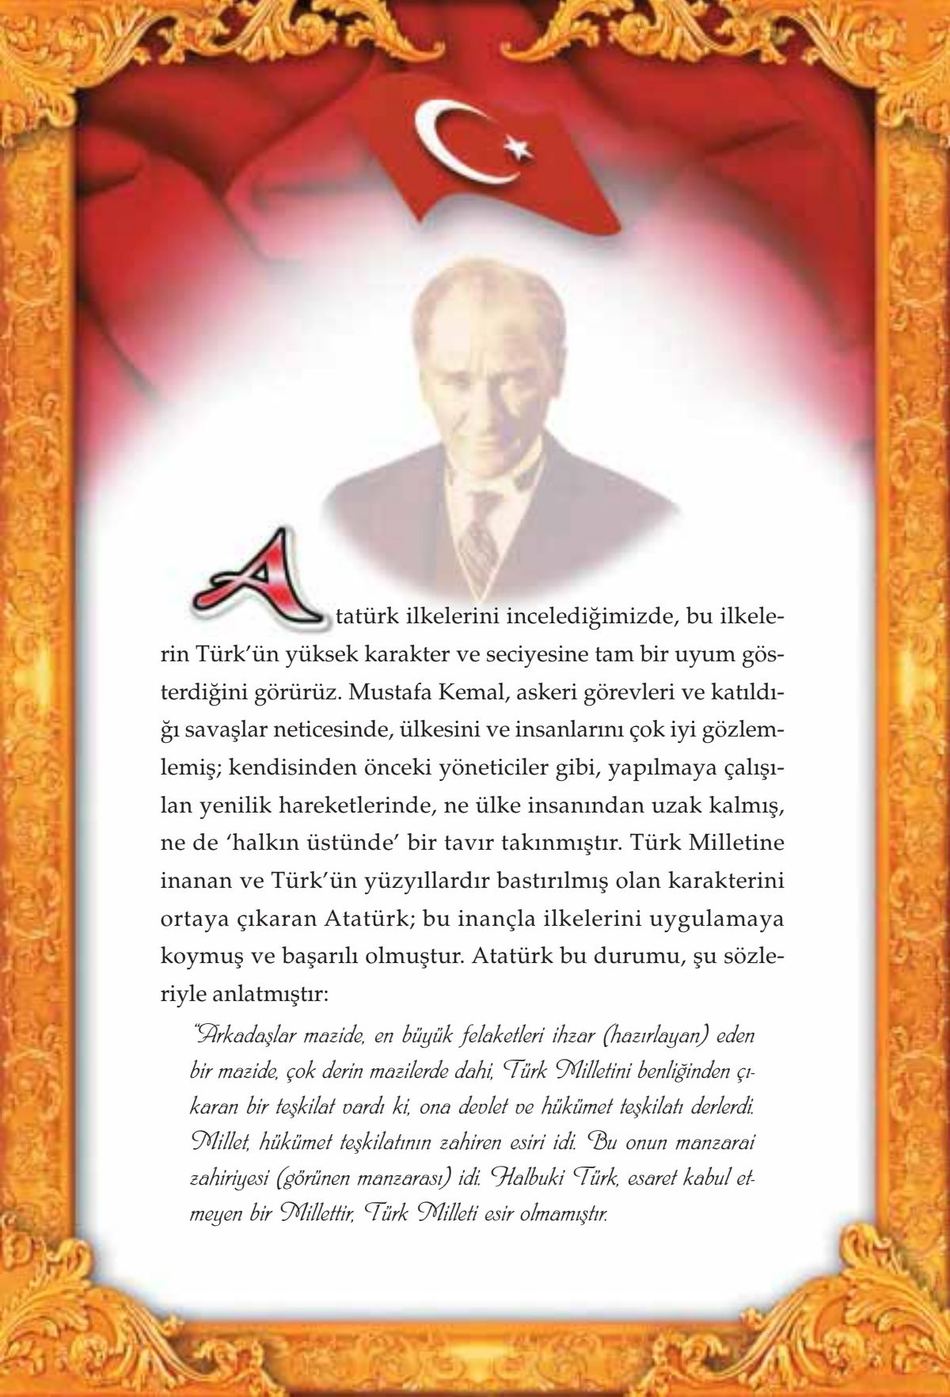 Atatürk ilkelerini incelediğimizde, bu ilkele-
rin Türk’ün yüksek karakter ve seciyesine tam bir uyum gös-
terdiğini görürüz. Mustafa Kemal, askeri görevleri ve katıldı-
ğı savaşlar neticesinde, ülkesini ve insanlarını çok iyi gözlem-
lemiş; kendisinden önceki yöneticiler gibi, yapılmaya çalışı-
lan yenilik hareketlerinde, ne ülke insanından uzak kalmış,
ne de ‘halkın üstünde’ bir tavır takınmıştır. Türk Milletine
inanan ve Türk’ün yüzyıllardır bastırılmış olan karakterini
ortaya çıkaran Atatürk; bu inançla ilkelerini uygulamaya
koymuş ve başarılı olmuştur. Atatürk bu durumu, şu sözle-
riyle anlatmıştır:
“Arkadaşlar mazide, en büyük felaketleri ihzar (hazırlayan) eden
bir mazide, çok derin mazilerde dahi, Türk Milletini benliğinden çı-
karan bir teşkilat vardı ki, ona devlet ve hükümet teşkilatı derlerdi.
Millet, hükümet teşkilatının zahiren esiri idi. Bu onun manzarai
zahiriyesi (görünen manzarası) idi. Halbuki Türk, esaret kabul et-
meyen bir Millettir, Türk Milleti esir olmamıştır.